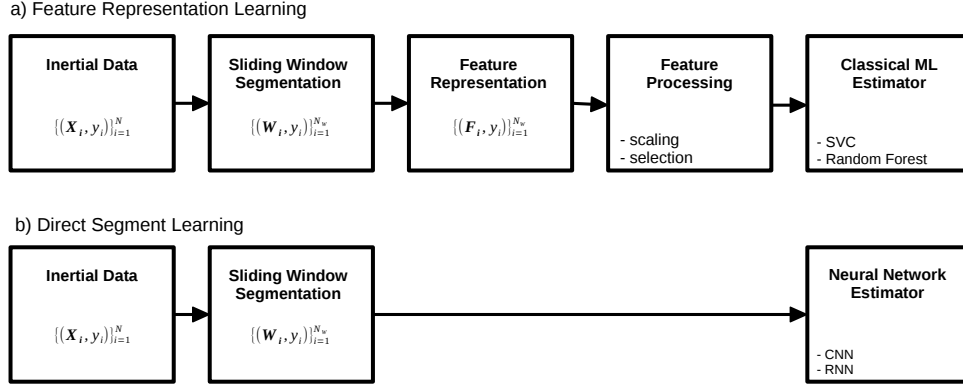 a) Feature Representation Learning
Inertial Data
{(X_i, y_i)}_{i=1}^{N}
Sliding Window
Segmentation
{(W_i, y_i)}_{i=1}^{N_w}
Feature
Representation
{(F_i, y_i)}_{i=1}^{N_w}
Feature
Processing
- scaling
- selection
Classical ML
Estimator
- SVC
- Random Forest
b) Direct Segment Learning
Inertial Data
{(X_i, y_i)}_{i=1}^{N}
Sliding Window
Segmentation
{(W_i, y_i)}_{i=1}^{N_w}
Neural Network
Estimator
- CNN
- RNN